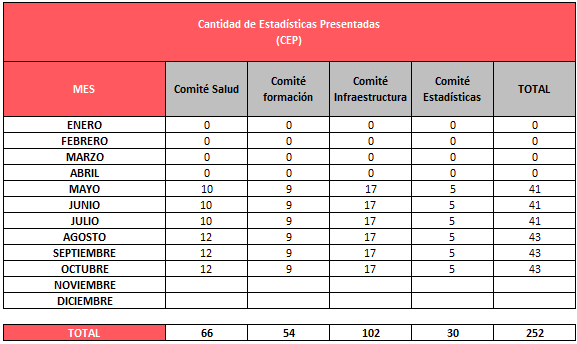 Cantidad de Estadísticas Presentadas
(CEP)
MES Comité Salud Comité formación Comité Infraestructura Comité Estadísticas TOTAL
ENERO 0 0 0 0 0
FEBRERO 0 0 0 0 0
MARZO 0 0 0 0 0
ABRIL 0 0 0 0 0
MAYO 10 9 17 5 41
JUNIO 10 9 17 5 41
JULIO 10 9 17 5 41
AGOSTO 12 9 17 5 43
SEPTIEMBRE 12 9 17 5 43
OCTUBRE 12 9 17 5 43
NOVIEMBRE
DICIEMBRE
TOTAL 66 54 102 30 252